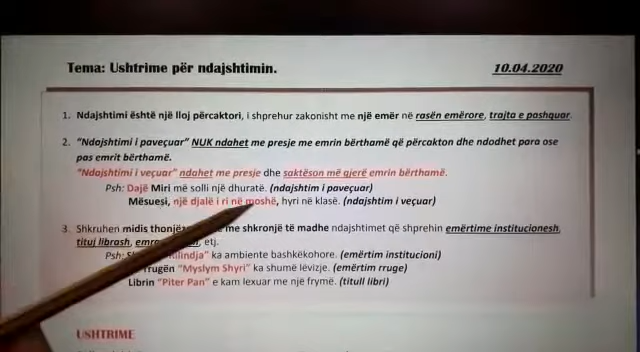 Tema: Ushtrime për ndajshtimin.
10.04.2020
1. Ndajshtimi është një lloj përcaktori, i shprehur zakonisht me një emër në rasën emërore, trajta e pashquar.
2. “Ndajshtimi i paveçuar” NUK ndahet me presje me emrin bërthamë që përcakton dhe ndodhet para ose
pas emrit bërthamë.
“Ndajshtimi i veçuar” ndahet me presje dhe saktëson më gjerë emrin bërthamë.
Psh: Dajë Miri më solli një dhuratë. (ndajshtim i paveçuar)
Mësuesi, një djalë i ri në moshë, hyri në klasë. (ndajshtim i veçuar)
3. Shkruhen midis me shkronjë të madhe ndajshtimet që shprehin emërtime institucionesh,
tituj librash, etj.
Psh: ka ambiente bashkëkohore. (emërtim institucioni)
“Myslym Shyri” ka shumë lëvizje. (emërtim rruge)
Librin “Piter Pan” e kam lexuar me një frymë. (titull libri)
USHTRIME